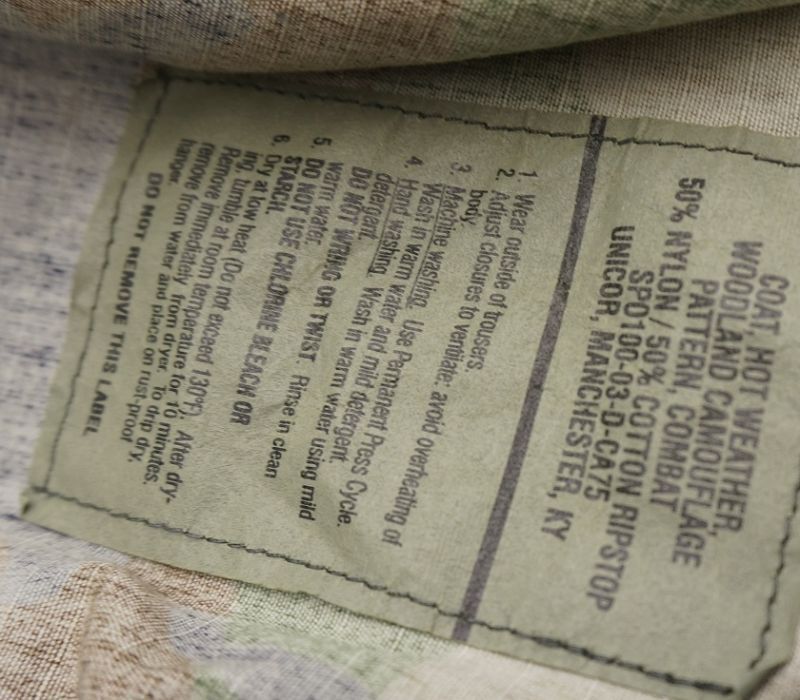 COAT, HOT WEATHER,
WOODLAND CAMOUFLAGE
PATTERN, COMBAT
50% NYLON / 50% COTTON RIPSTOP
SPO100-03-D-CA75
UNICOR, MANCHESTER, KY
1. Wear outside of trousers.
2. Adjust closures to ventilate: avoid overheating of
body.
3. Machine washing. Use Permanent Press Cycle.
Wash in warm water and mild detergent.
4. Hand washing. Wash in warm water using mild
detergent.
DO NOT WRING OR TWIST. Rinse in clean
warm water.
5. DO NOT USE CHLORINE BLEACH OR
STARCH.
6. Dry at low heat (Do not exceed 130°F). After dry-
ing, tumble at room temperature for 10 minutes.
Remove immediately from dryer. To drip dry,
remove from water and place on rust-proof
hanger.
DO NOT REMOVE THIS LABEL